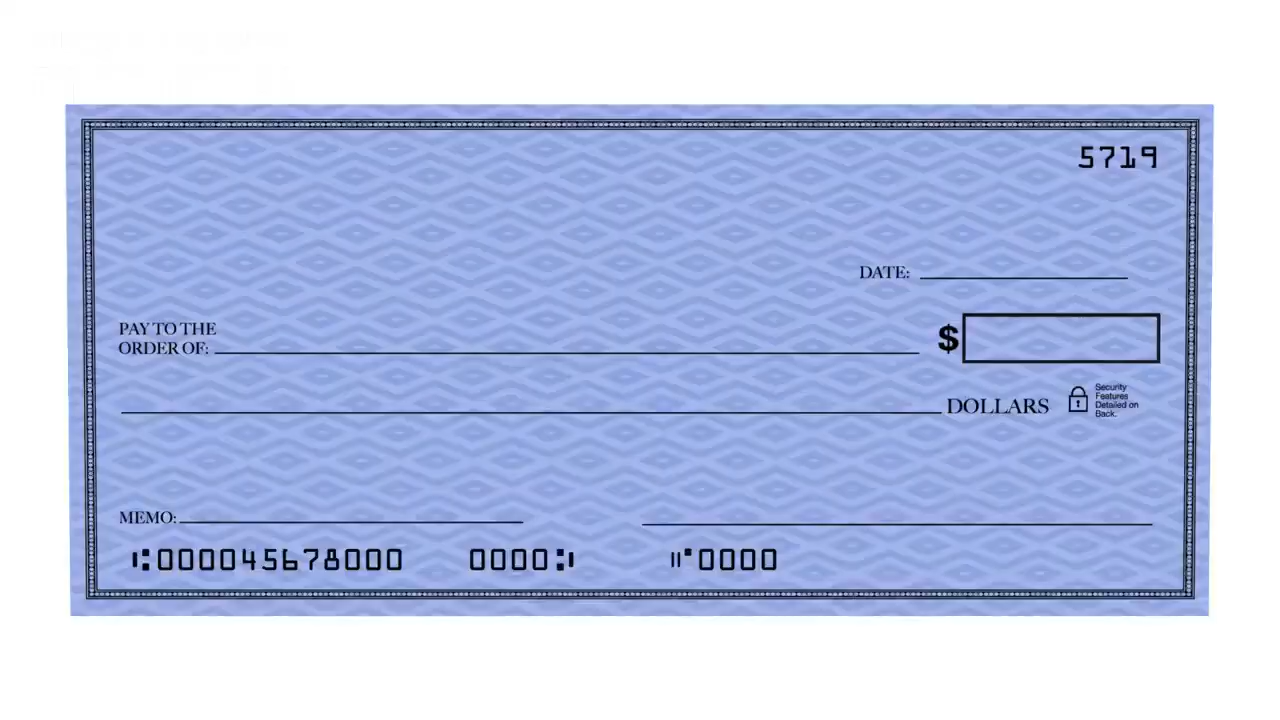 5719
DATE:
PAY TO THE
ORDER OF:
$
DOLLARS
Security
Features
Detailed on
Back.
MEMO:
⑆000045678000 0000⑆ ⑈0000